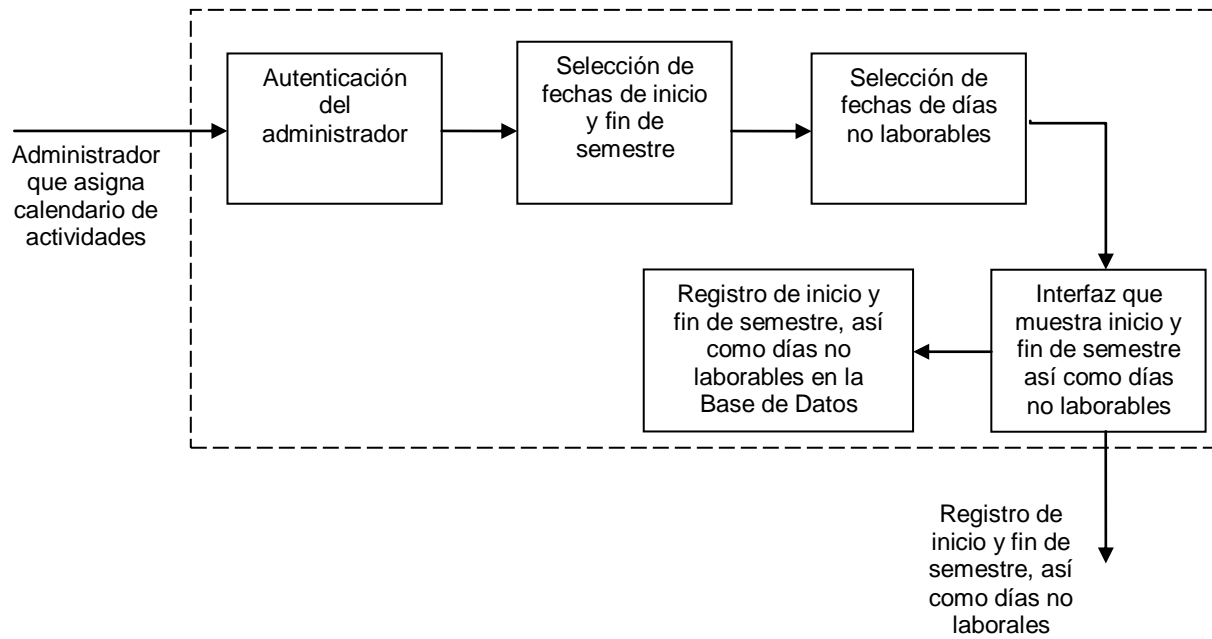 Autenticación
del
administrador
Selección de
fechas de inicio
y fin de
semestre
Selección de
fechas de días
no laborables
Administrador
que asigna
calendario de
actividades
Registro de inicio y
fin de semestre, así
como días no
laborables en la
Base de Datos
Interfaz que
muestra inicio y
fin de semestre
así como días
no laborables
Registro de
inicio y fin de
semestre, así
como días no
laborales